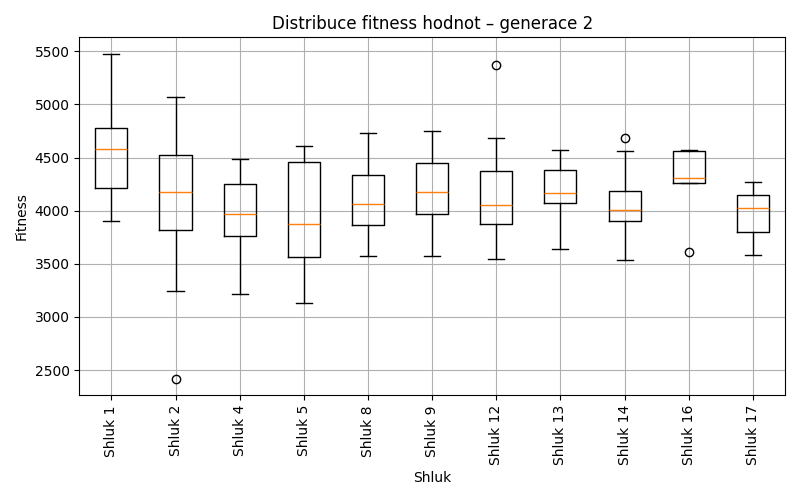 Distribuce fitness hodnot – generace 2
Fitness
5500
5000
4500
4000
3500
3000
2500
Shluk 1
Shluk 2
Shluk 4
Shluk 5
Shluk 8
Shluk 9
Shluk 12
Shluk 13
Shluk 14
Shluk 16
Shluk 17
Shluk